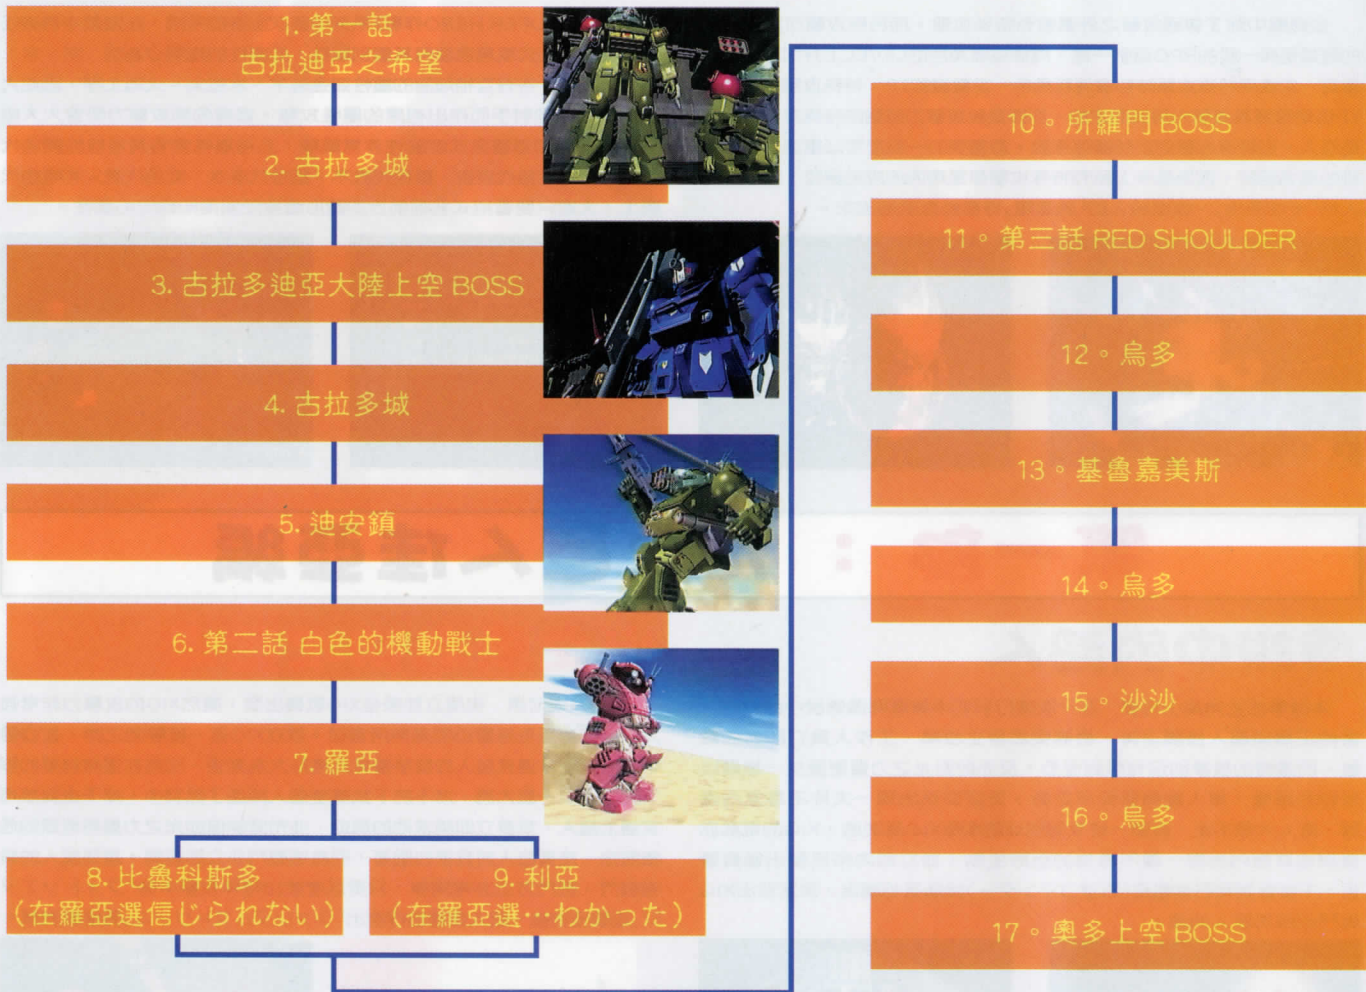 1. 第一話
古拉迪亞之希望
2. 古拉多城
3. 古拉多迪亞大陸上空 BOSS
4. 古拉多城
5. 迪安鎮
6. 第二話 白色的機動戰士
7. 羅亞
8. 比魯科斯多
（在羅亞選信じられない）
9. 利亞
（在羅亞選…わかった）
10。所羅門 BOSS
11。第三話 RED SHOULDER
12。烏多
13。基魯嘉美斯
14。烏多
15。沙沙
16。烏多
17。奧多上空 BOSS